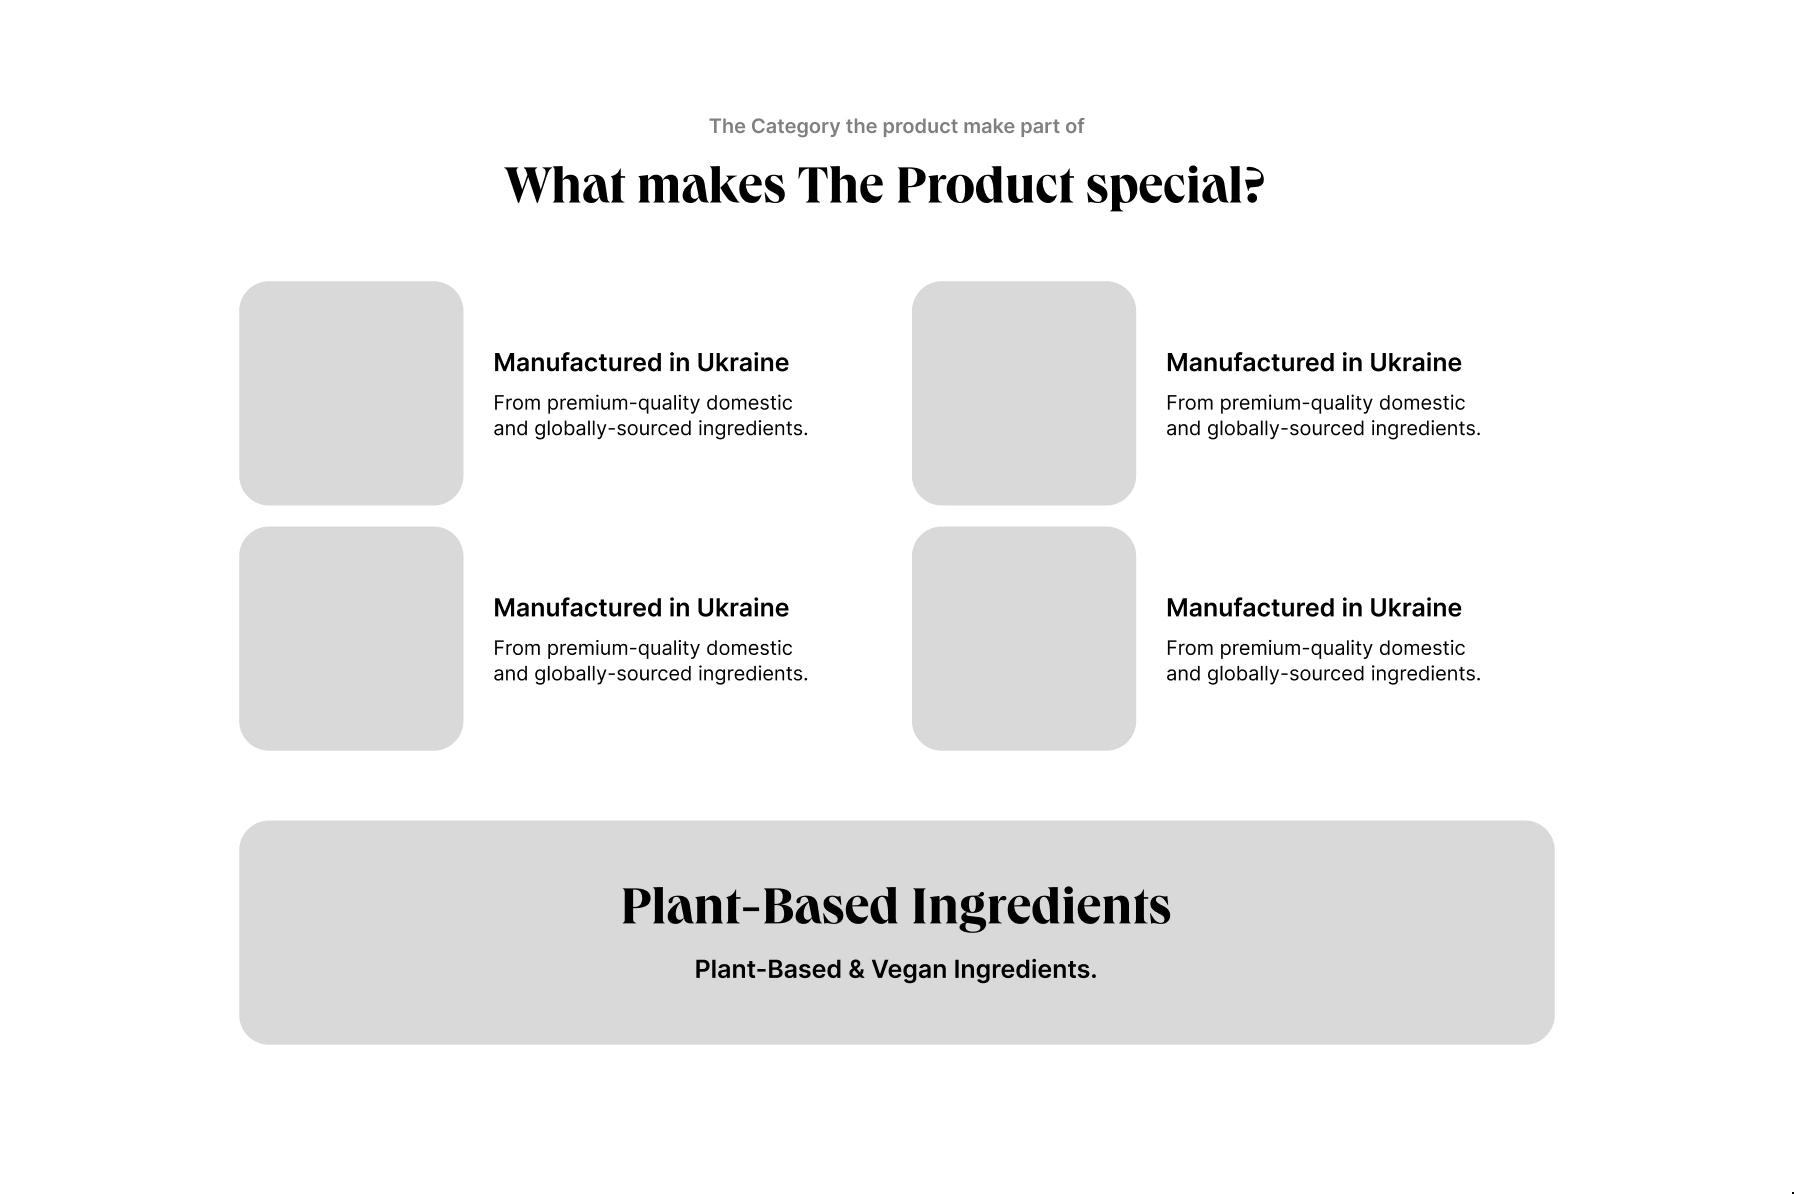 The Category the product make part of
What makes The Product special?
Manufactured in Ukraine
From premium-quality domestic
and globally-sourced ingredients.
Manufactured in Ukraine
From premium-quality domestic
and globally-sourced ingredients.
Manufactured in Ukraine
From premium-quality domestic
and globally-sourced ingredients.
Manufactured in Ukraine
From premium-quality domestic
and globally-sourced ingredients.
Plant-Based Ingredients
Plant-Based & Vegan Ingredients.